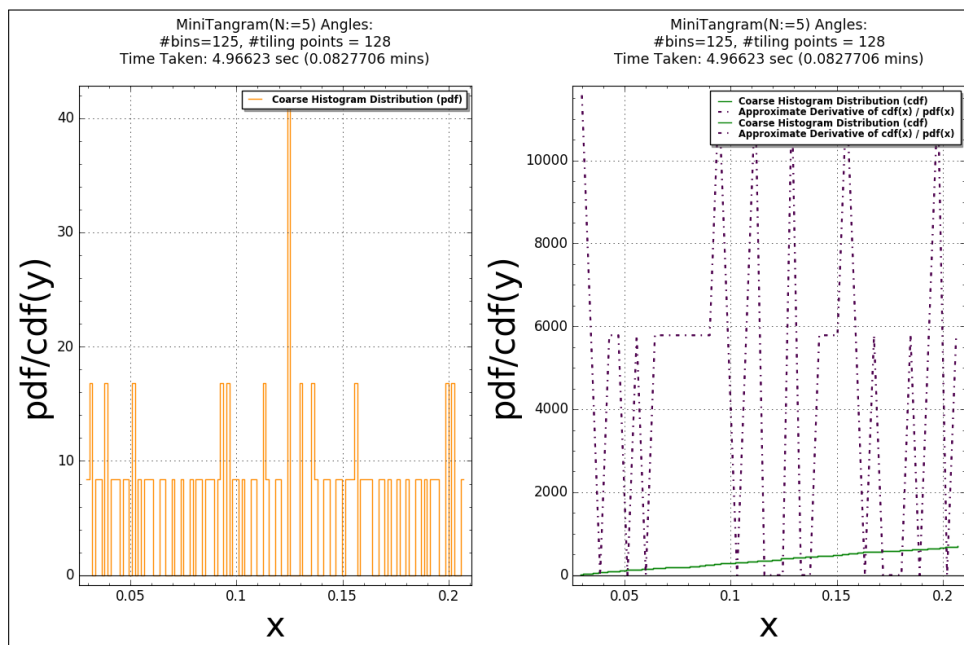 MiniTangram(N:=5) Angles:
#bins=125, #tiling points = 128
Time Taken: 4.96623 sec (0.0827706 mins)
Coarse Histogram Distribution (pdf)
40
30
20
10
0
pdf/cdf(y)
0.05
0.1
0.15
0.2
x
MiniTangram(N:=5) Angles:
#bins=125, #tiling points = 128
Time Taken: 4.96623 sec (0.0827706 mins)
Coarse Histogram Distribution (cdf)
Approximate Derivative of cdf(x) / pdf(x)
Coarse Histogram Distribution (cdf)
Approximate Derivative of cdf(x) / pdf(x)
10000
8000
6000
4000
2000
0
pdf/cdf(y)
0.05
0.1
0.15
0.2
x